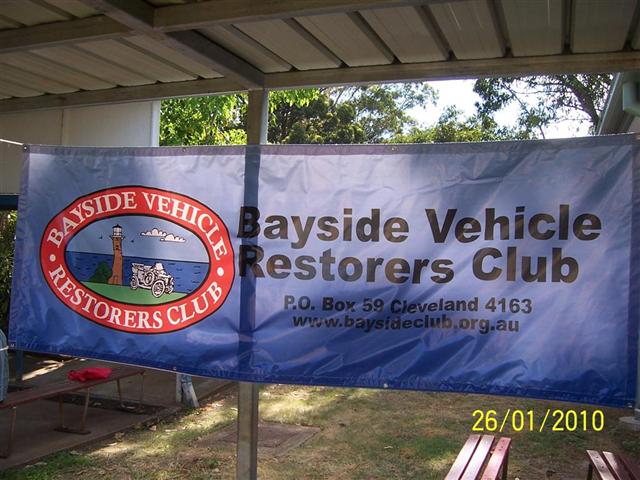 BAYSIDE VEHICLE
RESTORERS CLUB
Bayside Vehicle
Restorers Club
P.O. Box 59 Cleveland 4163
www.baysideclub.org.au
26/01/2010